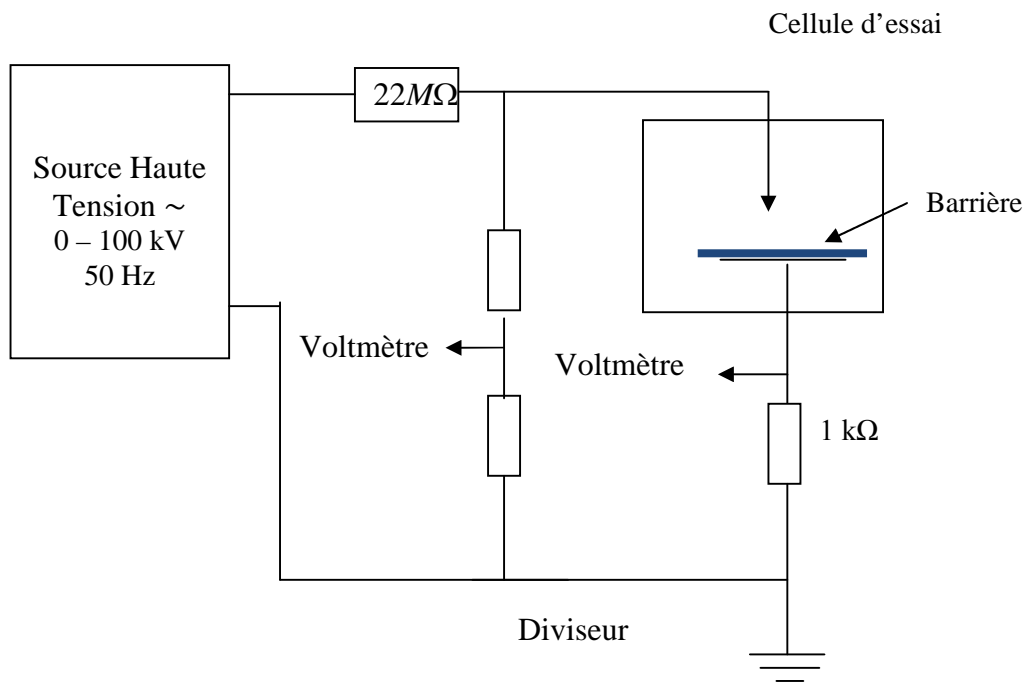 Cellule d'essai
22MΩ
Source Haute
Tension ~
0 – 100 kV
50 Hz
Barrière
Voltmètre
Voltmètre
1 kΩ
Diviseur